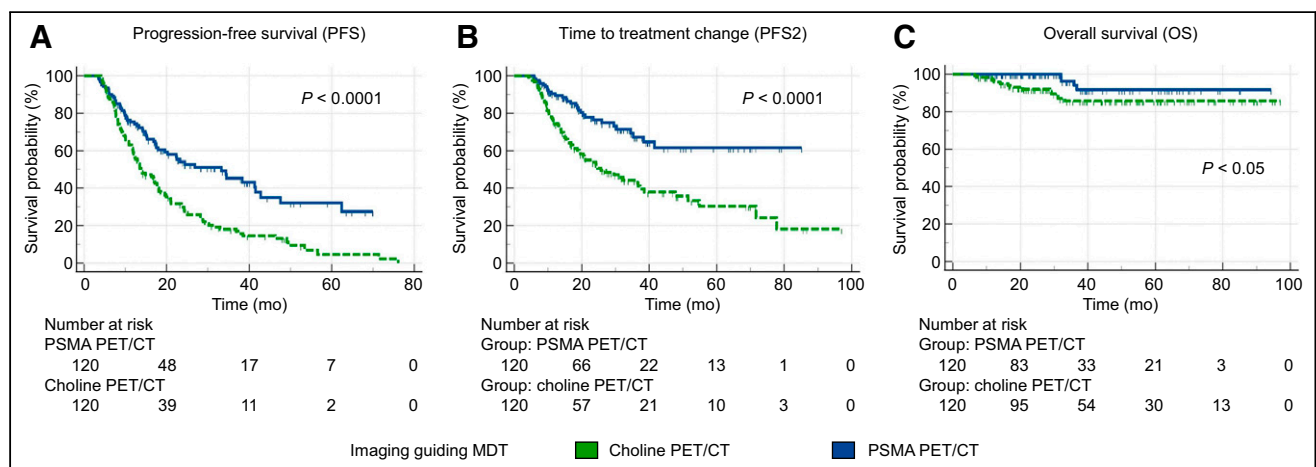 A Progression-free survival (PFS)
Survival probability (%)
100
80
60
40
20
0
P < 0.0001
0 20 40 60 80
Time (mo)
Number at risk
PSMA PET/CT
120 48 17 7 0
Choline PET/CT
120 39 11 2 0
B Time to treatment change (PFS2)
Survival probability (%)
100
80
60
40
20
0
P < 0.0001
0 20 40 60 80 100
Time (mo)
Number at risk
Group: PSMA PET/CT
120 66 22 13 1 0
Group: choline PET/CT
120 57 21 10 3 0
C Overall survival (OS)
Survival probability (%)
100
80
60
40
20
0
P < 0.05
0 20 40 60 80 100
Time (mo)
Number at risk
Group: PSMA PET/CT
120 83 33 21 3 0
Group: choline PET/CT
120 95 54 30 13 0
Imaging guiding MDT Choline PET/CT PSMA PET/CT